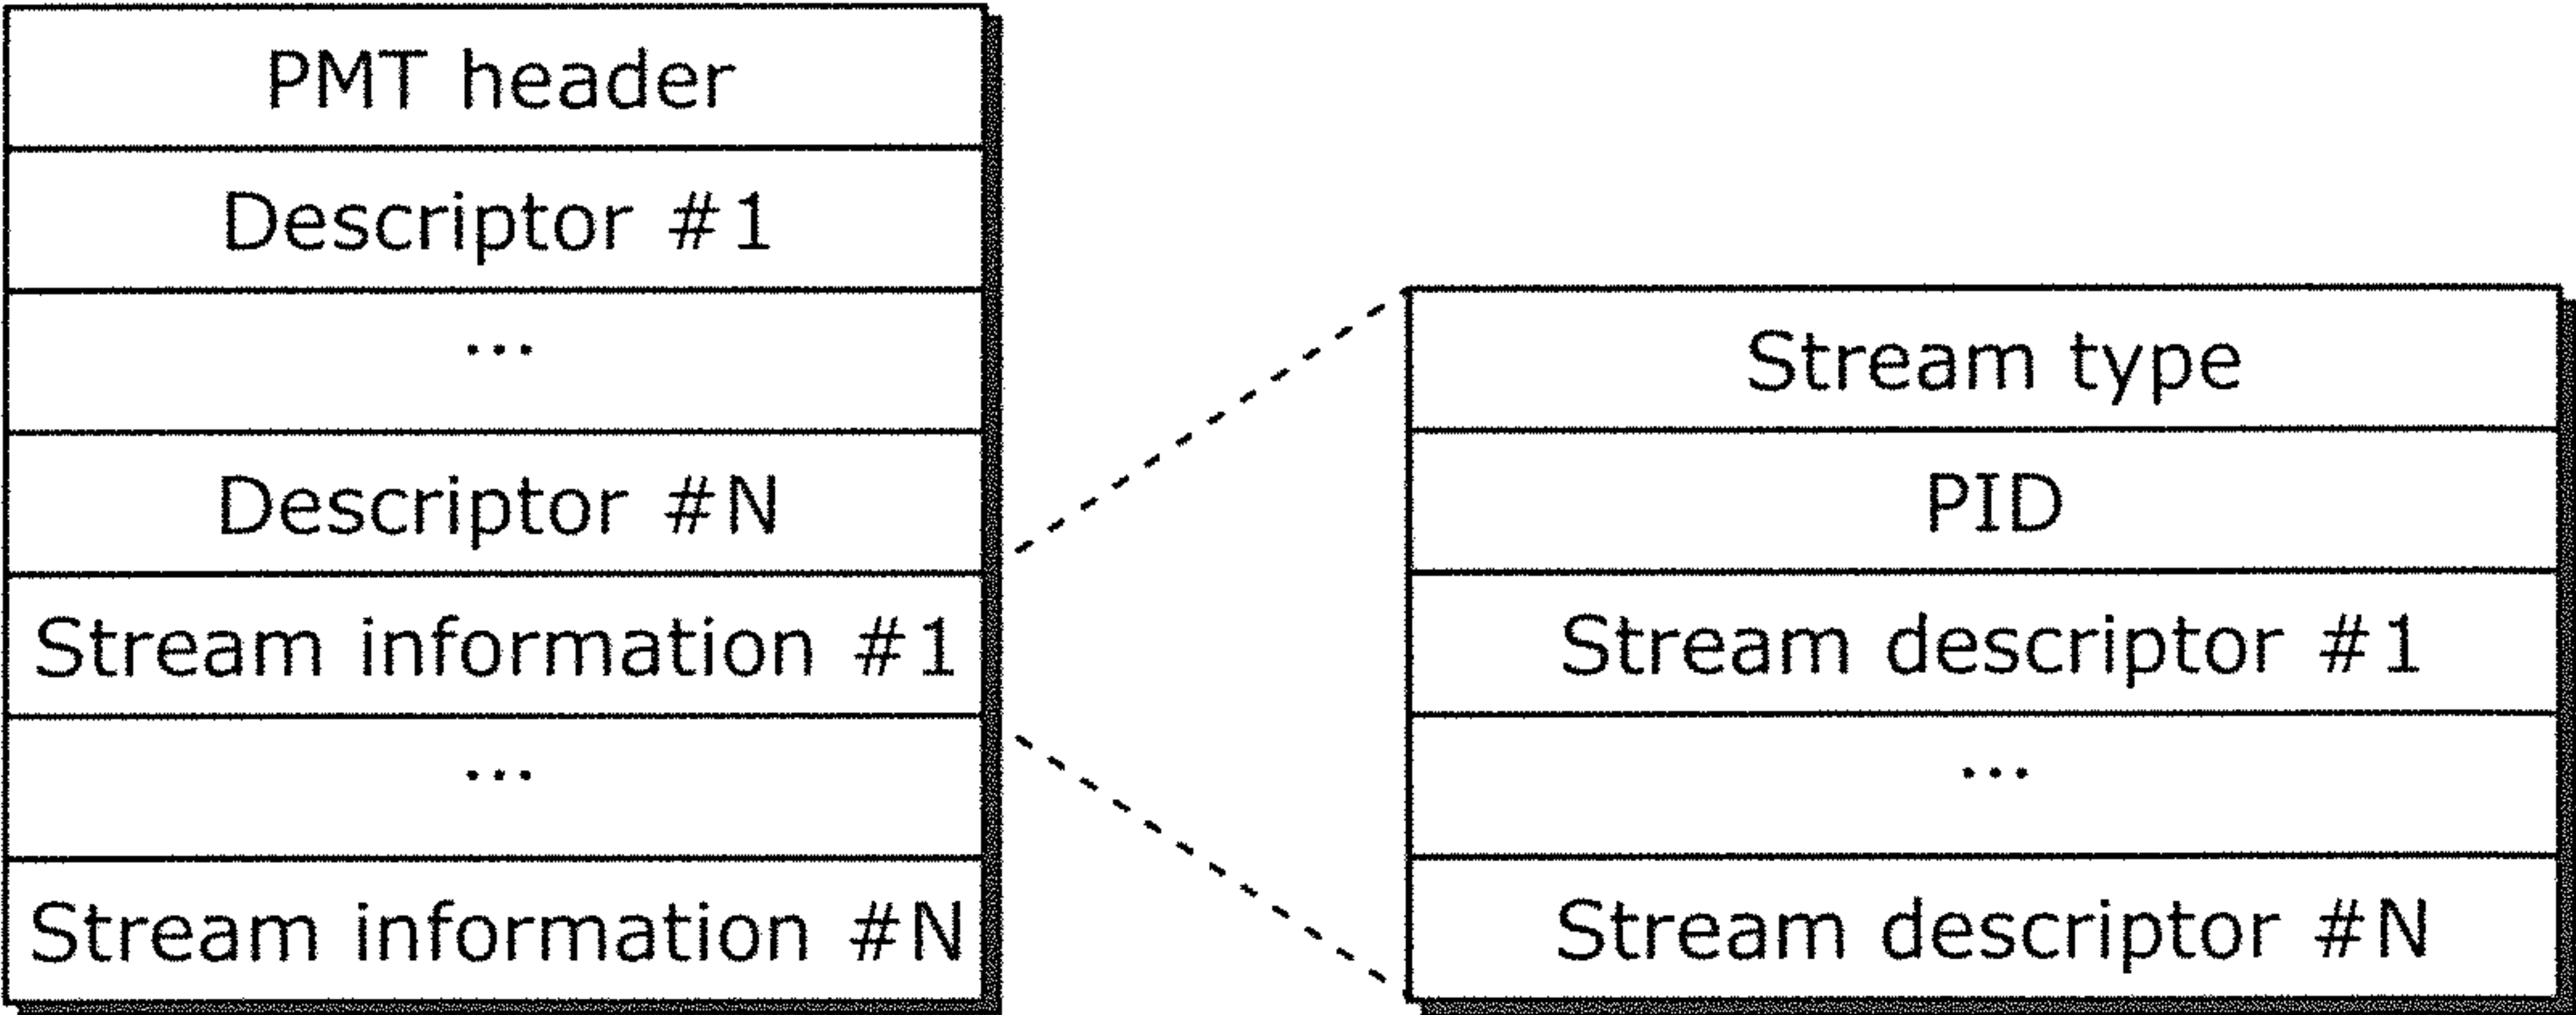 PMT header
Descriptor #1
...
Descriptor #N
Stream information #1
...
Stream information #N
Stream type
PID
Stream descriptor #1
...
Stream descriptor #N